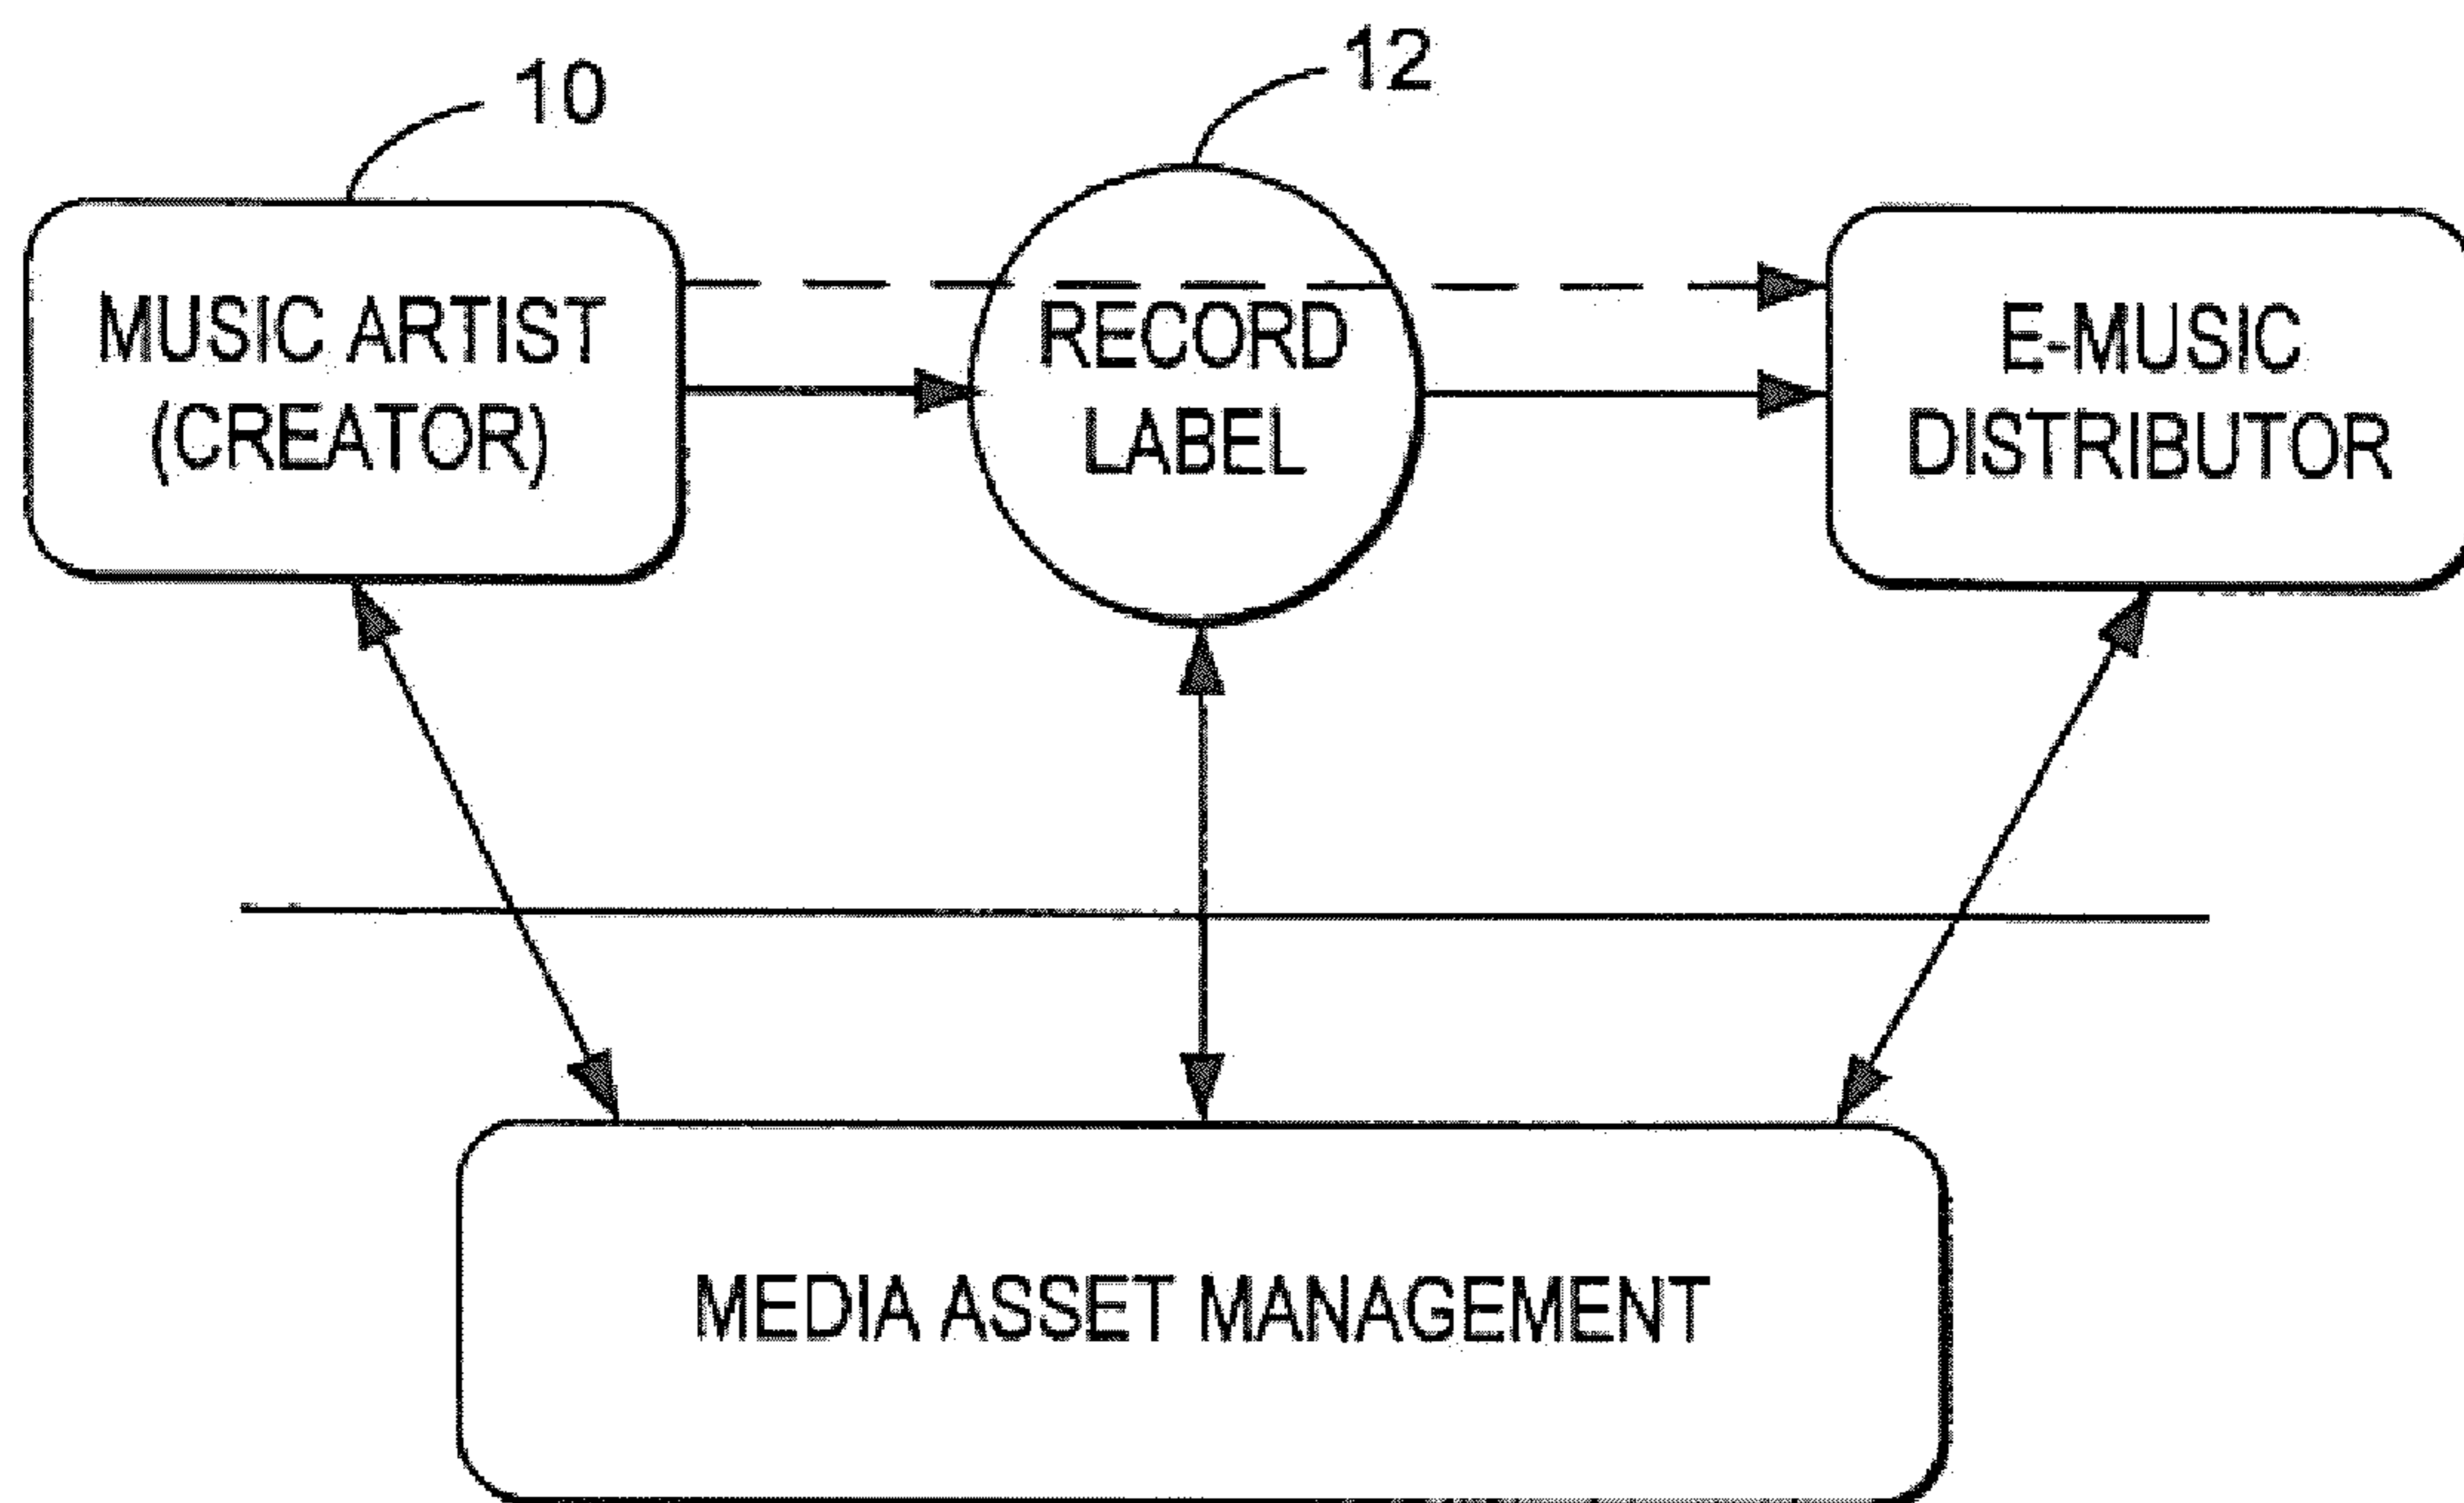 10
12
MUSIC ARTIST
(CREATOR)
RECORD
LABEL
E-MUSIC
DISTRIBUTOR
MEDIA ASSET MANAGEMENT